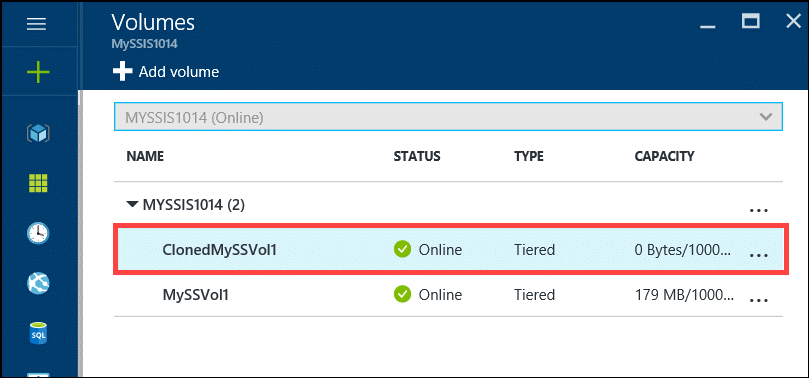 Volumes
MySSIS1014
Add volume
MYSSIS1014 (Online)
NAME STATUS TYPE CAPACITY
MYSSIS1014 (2) ...
ClonedMySSVol1 Online Tiered 0 Bytes/1000... ...
MySSVol1 Online Tiered 179 MB/1000... ...
SQL